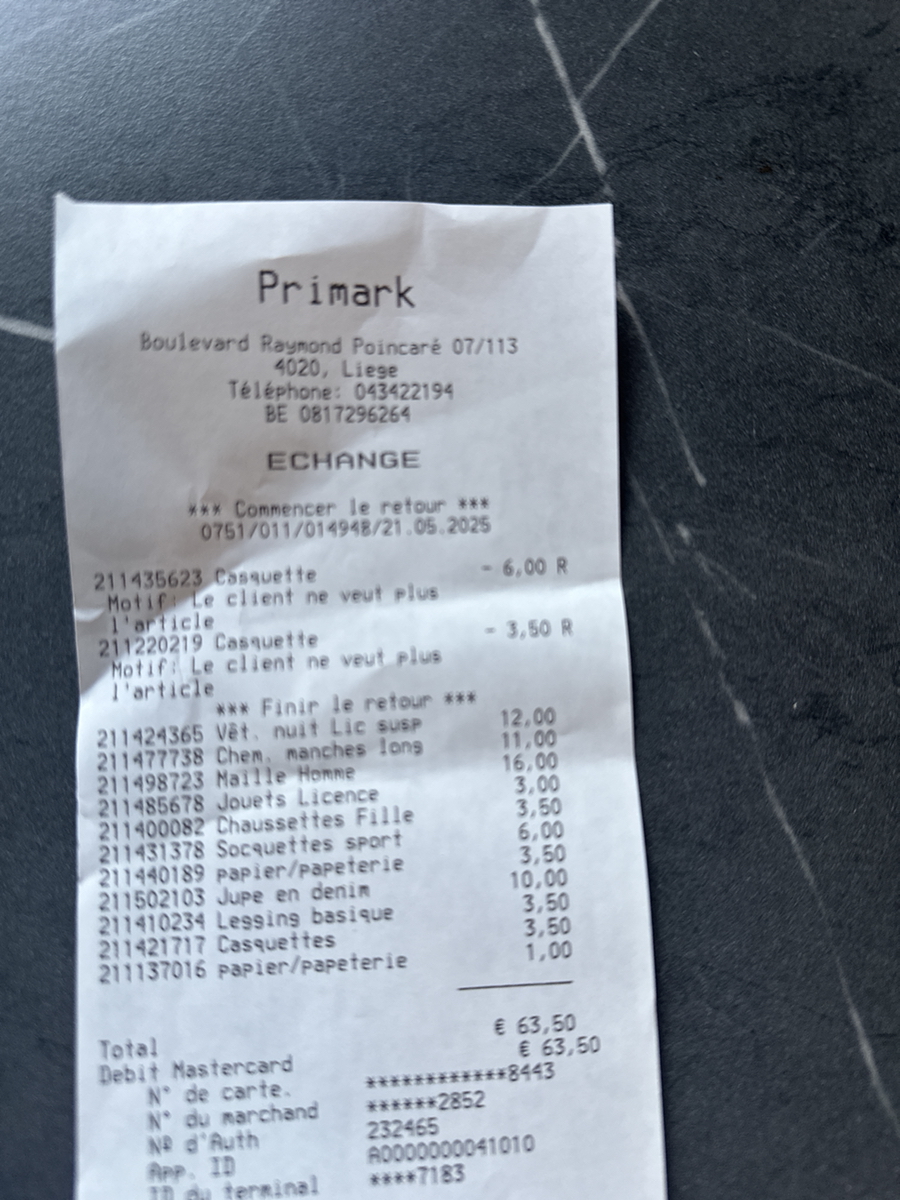 Primark
Boulevard Raymond Poincaré 07/113
4020, Liege
Téléphone: 043422194
BE 0817296264
ECHANGE
*** Commencer le retour ***
0751/011/014948/21.05.2025
211435623 Casquette - 6,00 R
Motif: Le client ne veut plus
l'article
211220219 Casquette - 3,50 R
Motif: Le client ne veut plus
l'article
*** Finir le retour ***
211424365 Vêt. nuit Lic susp 12,00
211477738 Chem. manches long 11,00
211498723 Maille Homme 16,00
211485678 Jouets Licence 3,00
211400082 Chaussettes Fille 3,50
211431378 Socquettes sport 6,00
211440189 papier/papeterie 3,50
211502103 Jupe en denim 10,00
211410234 Legging basique 3,50
211421717 Casquettes 3,50
211137016 papier/papeterie 1,00
Total € 63,50
Debit Mastercard € 63,50
N° de carte. ************8443
N° du marchand ******2852
Nº d'Auth 232465
App. ID A0000000041010
ID du terminal ****7183